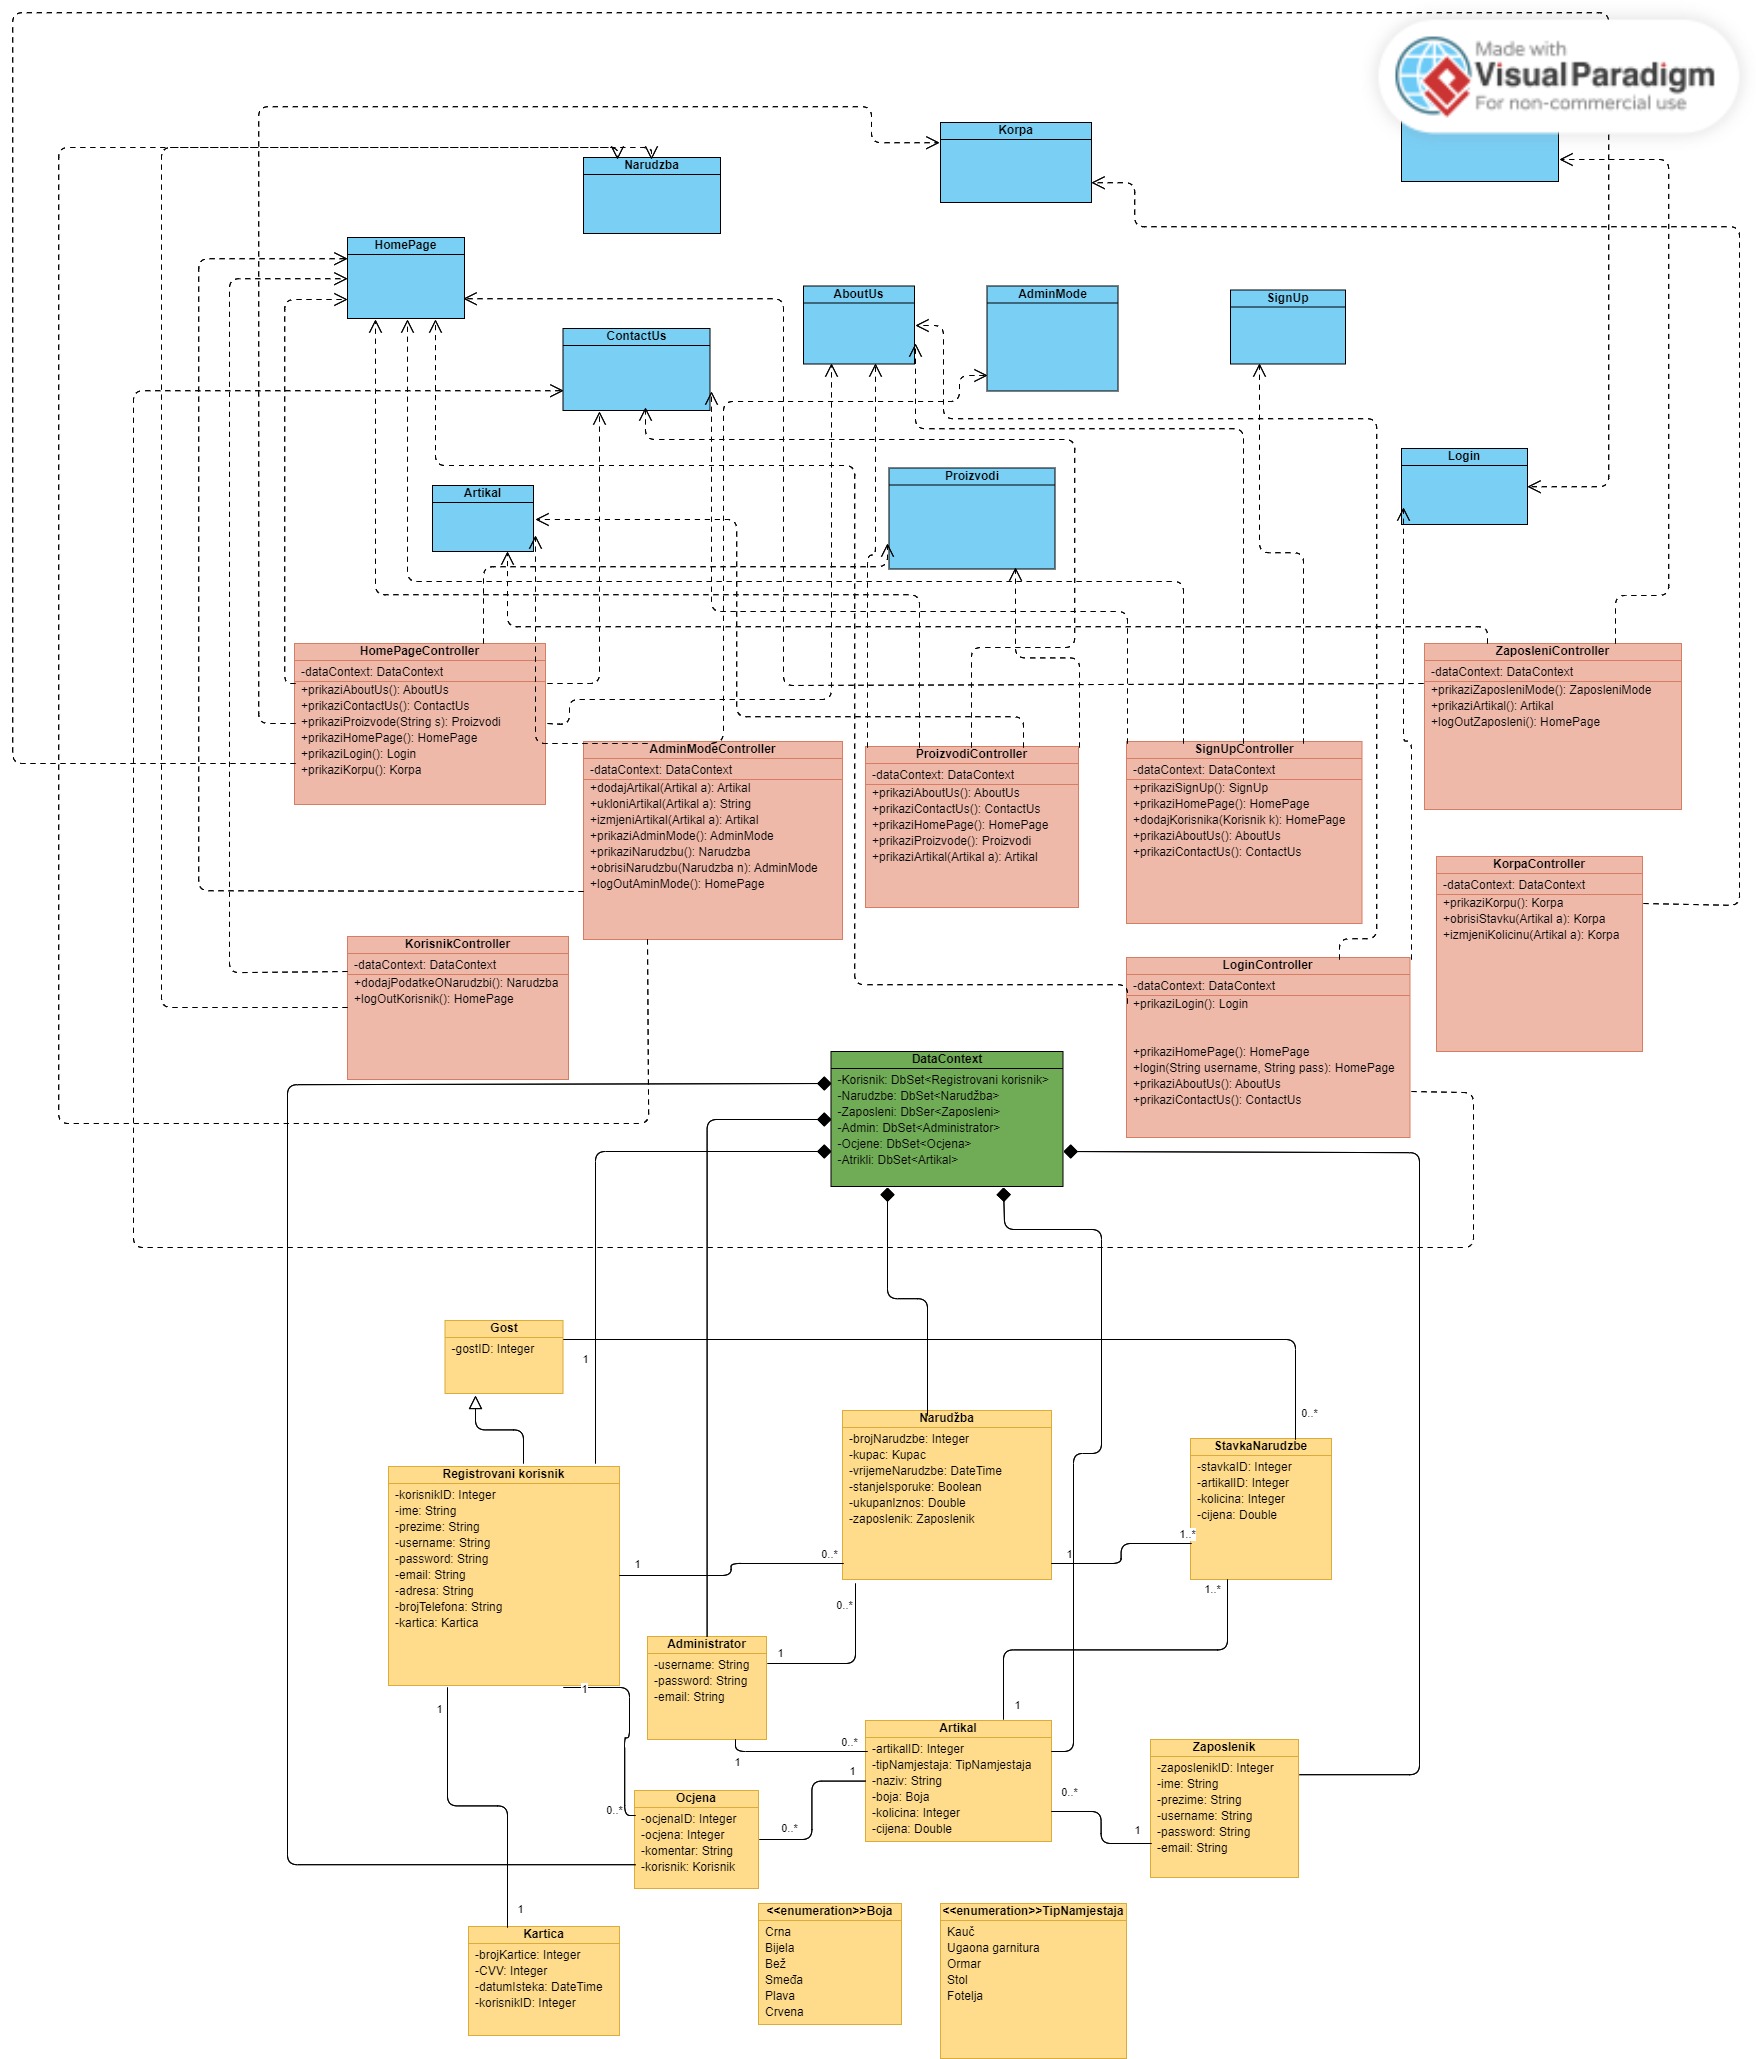 Made with
Visual Paradigm
For non-commercial use
Korpa
Narudzba
HomePage
AboutUs
AdminMode
SignUp
ContactUs
Login
Proizvodi
Artikal
HomePageController
-dataContext: DataContext
+prikaziAboutUs(): AboutUs
+prikaziContactUs(): ContactUs
+prikaziProizvode(String s): Proizvodi
+prikaziHomePage(): HomePage
+prikaziLogin(): Login
+prikaziKorpu(): Korpa
ZaposleniController
-dataContext: DataContext
+prikaziZaposleniMode(): ZaposleniMode
+prikaziArtikal(): Artikal
+logOutZaposleni(): HomePage
AdminModeController
-dataContext: DataContext
+dodajArtikal(Artikal a): Artikal
+ukloniArtikal(Artikal a): String
+izmjeniArtikal(Artikal a): Artikal
+prikaziAdminMode(): AdminMode
+prikaziNarudzbu(): Narudzba
+obrisiNarudzbu(Narudzba n): AdminMode
+logOutAminMode(): HomePage
ProizvodiController
-dataContext: DataContext
+prikaziAboutUs(): AboutUs
+prikaziContactUs(): ContactUs
+prikaziHomePage(): HomePage
+prikaziProizvode(): Proizvodi
+prikaziArtikal(Artikal a): Artikal
SignUpController
-dataContext: DataContext
+prikaziSignUp(): SignUp
+prikaziHomePage(): HomePage
+dodajKorisnika(Korisnik k): HomePage
+prikaziAboutUs(): AboutUs
+prikaziContactUs(): ContactUs
KorpaController
-dataContext: DataContext
+prikaziKorpu(): Korpa
+obrisiStavku(Artikal a): Korpa
+izmjeniKolicinu(Artikal a): Korpa
KorisnikController
-dataContext: DataContext
+dodajPodatkeONarudzbi(): Narudzba
+logOutKorisnik(): HomePage
LoginController
-dataContext: DataContext
+prikaziLogin(): Login
+prikaziHomePage(): HomePage
+login(String username, String pass): HomePage
+prikaziAboutUs(): AboutUs
+prikaziContactUs(): ContactUs
DataContext
-Korisnik: DbSet<Registrovani korisnik>
-Narudzbe: DbSet<Narudžba>
-Zaposleni: DbSer<Zaposleni>
-Admin: DbSet<Administrator>
-Ocjene: DbSet<Ocjena>
-Atrikli: DbSet<Artikal>
Gost
-gostID: Integer
1
0..*
Narudžba
-brojNarudzbe: Integer
-kupac: Kupac
-vrijemeNarudzbe: DateTime
-stanjeIsporuke: Boolean
-ukupanIznos: Double
-zaposlenik: Zaposlenik
StavkaNarudzbe
-stavkaID: Integer
-artikalID: Integer
-kolicina: Integer
-cijena: Double
Registrovani korisnik
-korisnikID: Integer
-ime: String
-prezime: String
-username: String
-password: String
-email: String
-adresa: String
-brojTelefona: String
-kartica: Kartica
1
0..*
1
1..*
0..*
1..*
Administrator
-username: String
-password: String
-email: String
1
1
1
1
Artikal
-artikalID: Integer
-tipNamjestaja: TipNamjestaja
-naziv: String
-boja: Boja
-kolicina: Integer
-cijena: Double
0..*
1
1
Zaposlenik
-zaposlenikID: Integer
-ime: String
-prezime: String
-username: String
-password: String
-email: String
0..*
1
Ocjena
-ocjenaID: Integer
-ocjena: Integer
-komentar: String
-korisnik: Korisnik
0..*
0..*
1
Kartica
-brojKartice: Integer
-CVV: Integer
-datumIsteka: DateTime
-korisnikID: Integer
<<enumeration>>Boja
Crna
Bijela
Bež
Smeđa
Plava
Crvena
<<enumeration>>TipNamjestaja
Kauč
Ugaona garnitura
Ormar
Stol
Fotelja